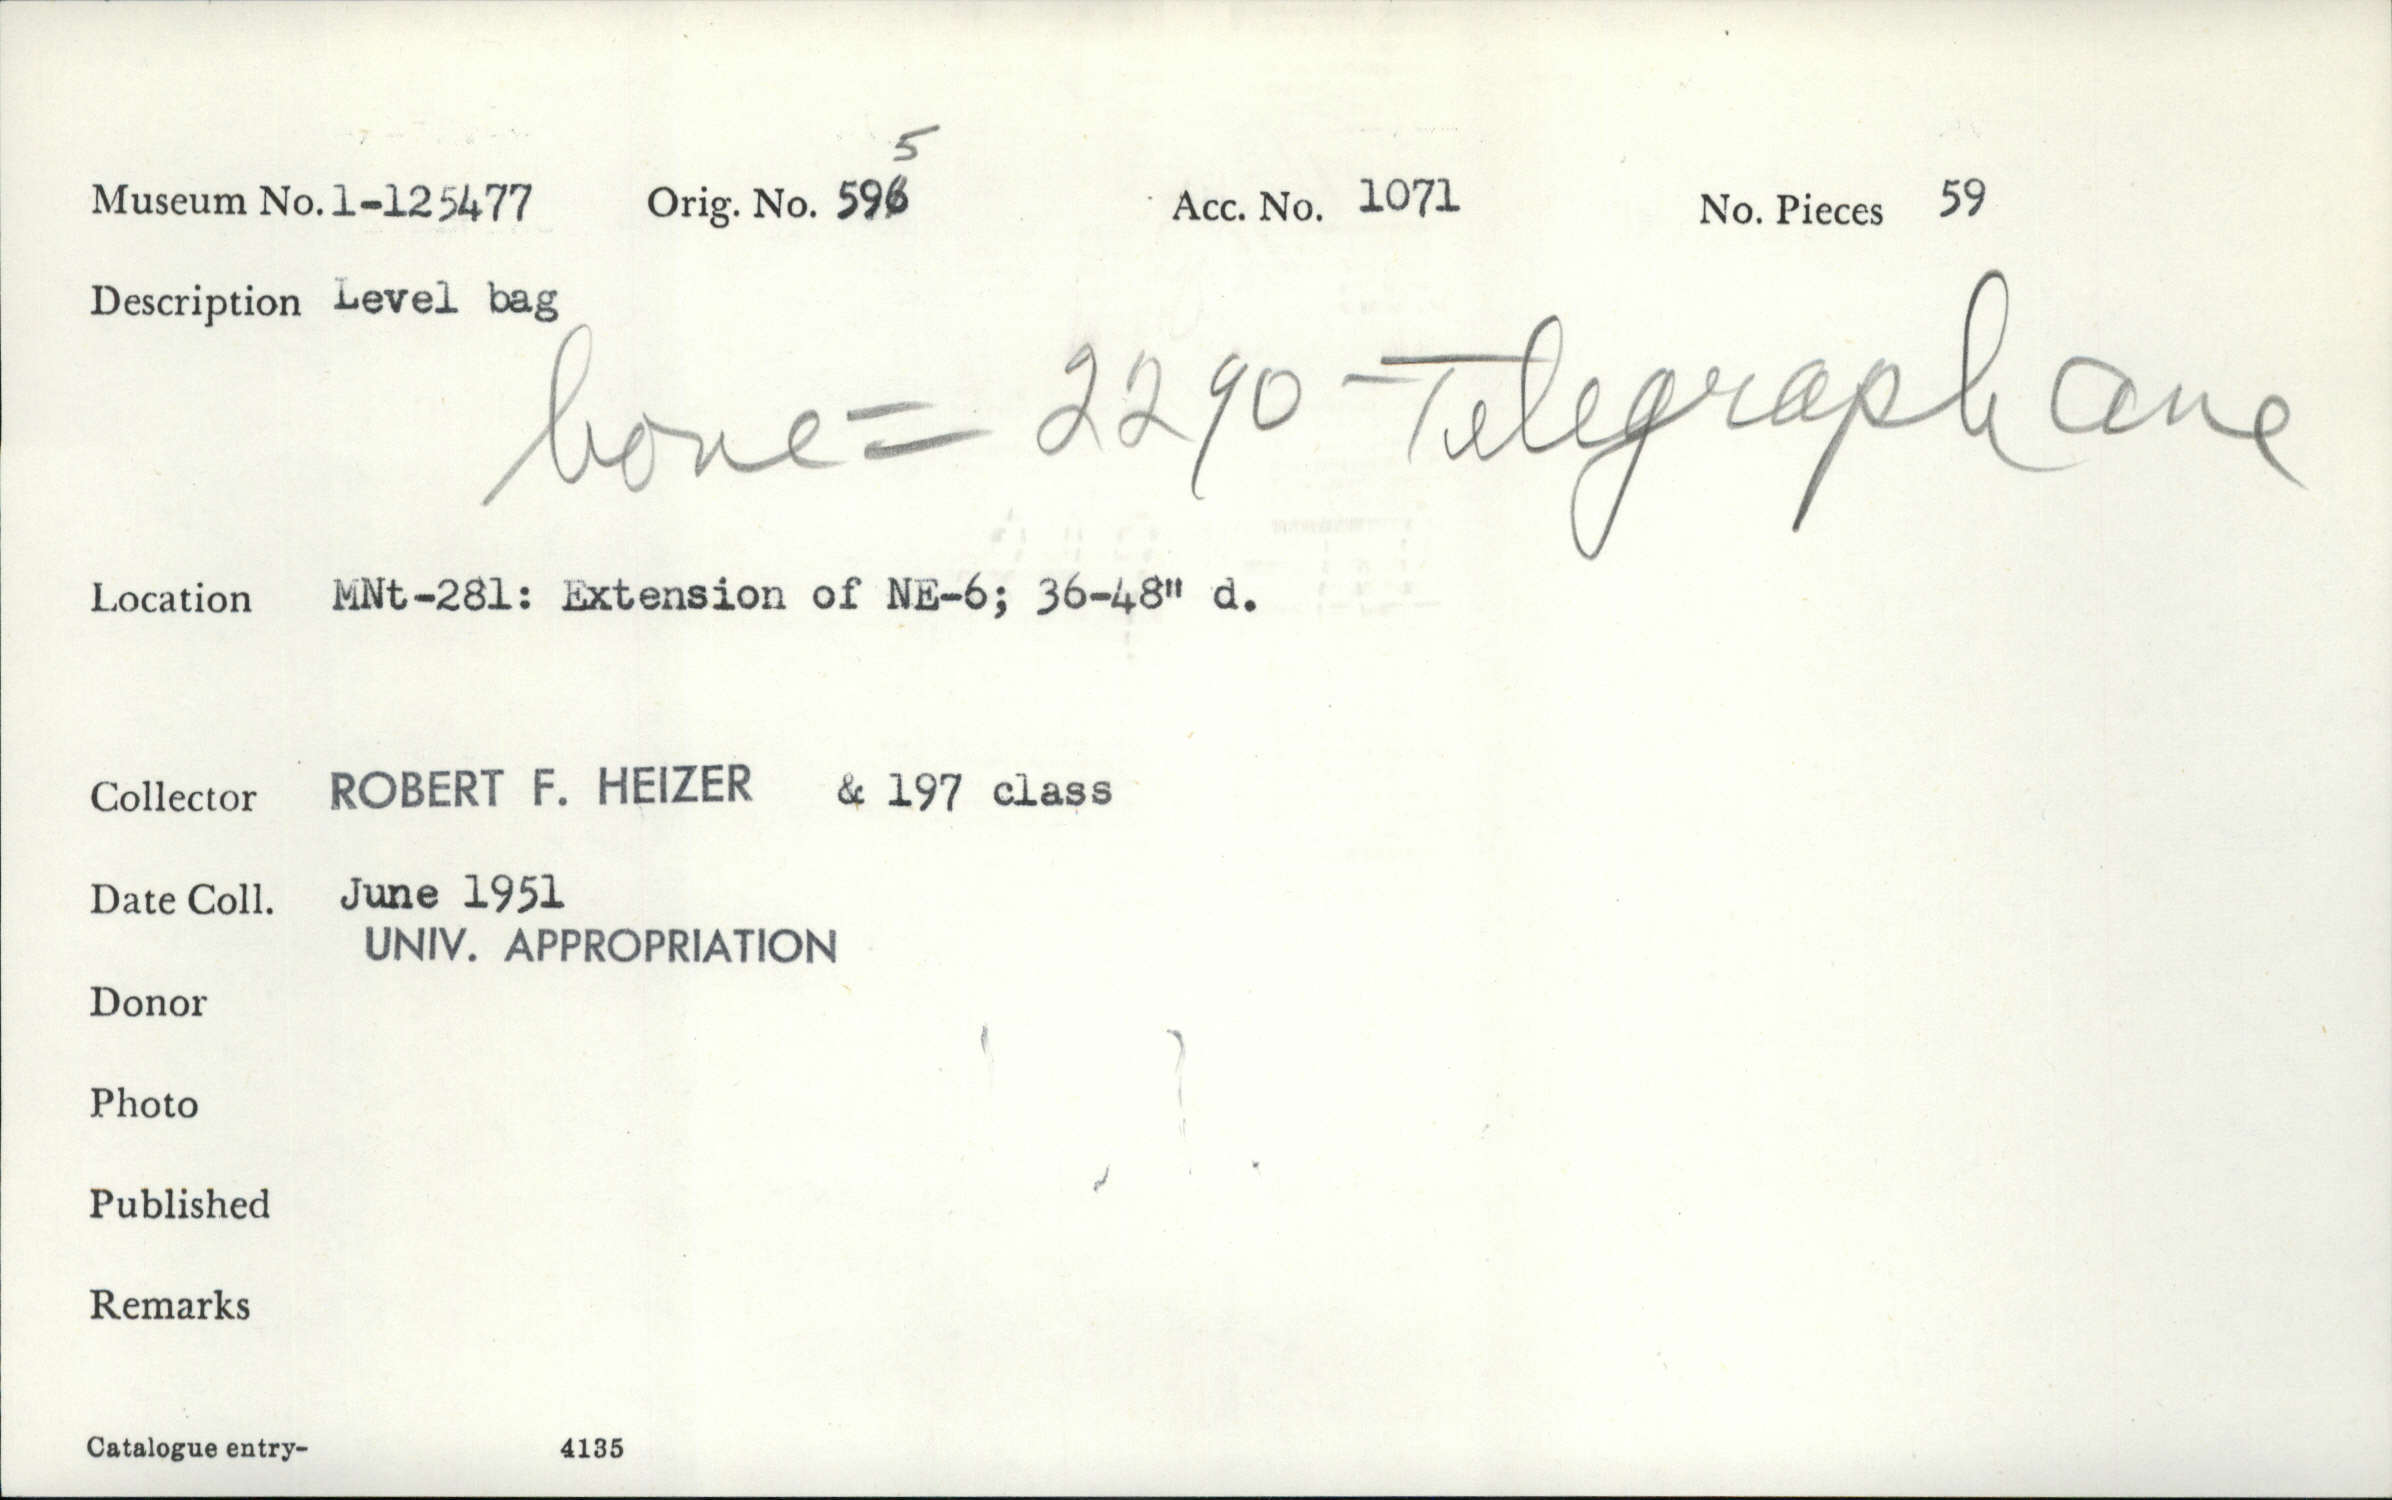 Museum No. 1-125477 Orig. No. 596 5 Acc. No. 1071 No. Pieces 59
Description Level bag
bone = 2290 - Telegraph ave
Location MNt-281: Extension of NE-6; 36-48" d.
Collector ROBERT F. HEIZER & 197 class
Date Coll. June 1951
UNIV. APPROPRIATION
Donor
Photo
Published
Remarks
Catalogue entry- 4135